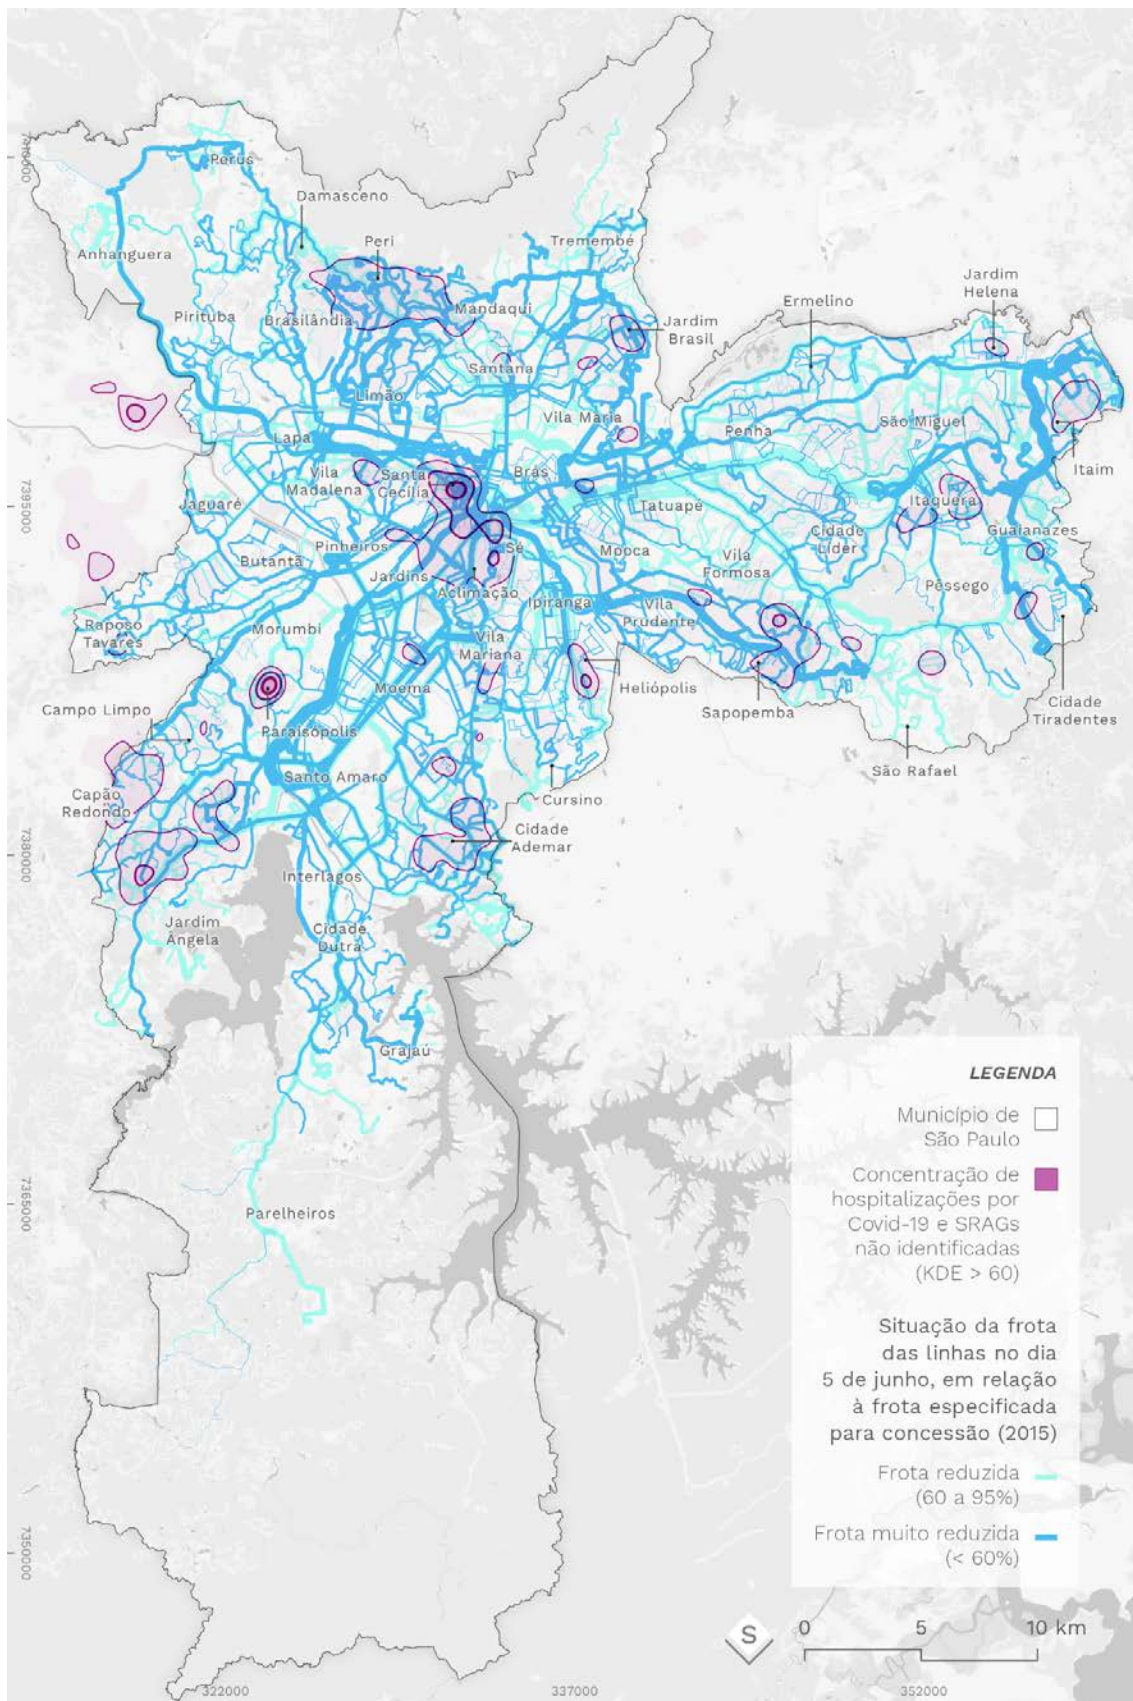 7410000
Perus
Damasceno
Anhanguera
Peri
Tremembé
Pirituba
Brasilândia
Mandaqui
Jardim
Brasil
Ermelino
Jardim
Helena
Santana
Limão
Vila Maria
Penha
São Miguel
Lapa
Vila
Madalena
Santa
Cecília
Brás
Itaim
7395000
Jaguaré
Tatuapé
Itaquera
Pinheiros
Sé
Mooca
Cidade
Líder
Guaianazes
Butantã
Jardins
Aclimação
Vila
Formosa
Pêssego
Ipiranga
Vila
Prudente
Raposo
Tavares
Morumbi
Vila
Mariana
Moema
Heliópolis
Sapopemba
Cidade
Tiradentes
Campo Limpo
Paraisópolis
São Rafael
Santo Amaro
Capão
Redondo
Cursino
Cidade
Ademar
7380000
Interlagos
Jardim
Ângela
Cidade
Dutra
Grajaú
7365000
Parelheiros
7350000
LEGENDA
Município de
São Paulo
Concentração de
hospitalizações por
Covid-19 e SRAGs
não identificadas
(KDE > 60)
Situação da frota
das linhas no dia
5 de junho, em relação
à frota especificada
para concessão (2015)
Frota reduzida
(60 a 95%)
Frota muito reduzida
(< 60%)
S
0 5 10 km
322000 337000 352000